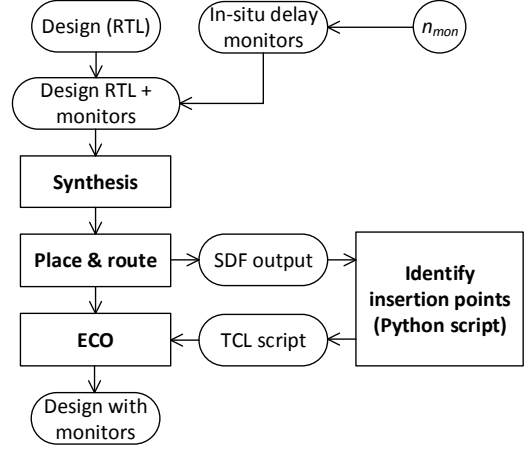 Design (RTL)
In-situ delay
monitors
n_mon
Design RTL +
monitors
Synthesis
Place & route
SDF output
Identify
insertion points
(Python script)
ECO
TCL script
Design with
monitors